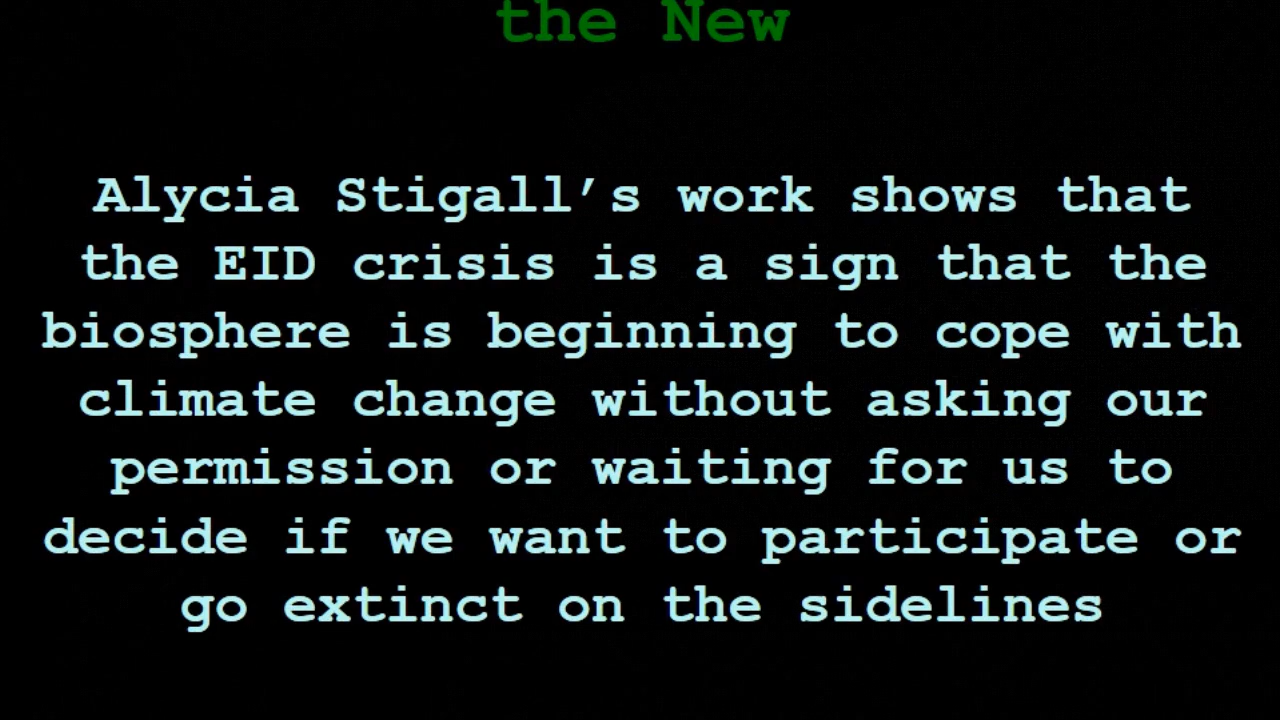 the New
Alycia Stigall’s work shows that
the EID crisis is a sign that the
biosphere is beginning to cope with
climate change without asking our
permission or waiting for us to
decide if we want to participate or
go extinct on the sidelines